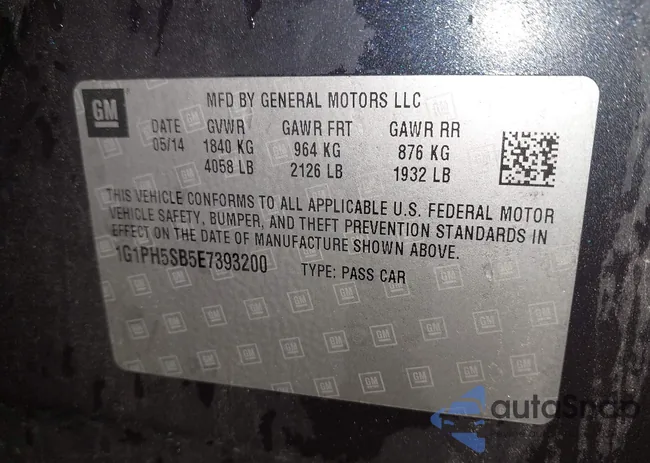 GM
MFD BY GENERAL MOTORS LLC
DATE GVWR GAWR FRT GAWR RR
05/14 1840 KG 964 KG 876 KG
4058 LB 2126 LB 1932 LB
THIS VEHICLE CONFORMS TO ALL APPLICABLE U.S. FEDERAL MOTOR
VEHICLE SAFETY, BUMPER, AND THEFT PREVENTION STANDARDS IN
EFFECT ON THE DATE OF MANUFACTURE SHOWN ABOVE.
1G1PH5SB5E7393200 TYPE: PASS CAR
autoSnap